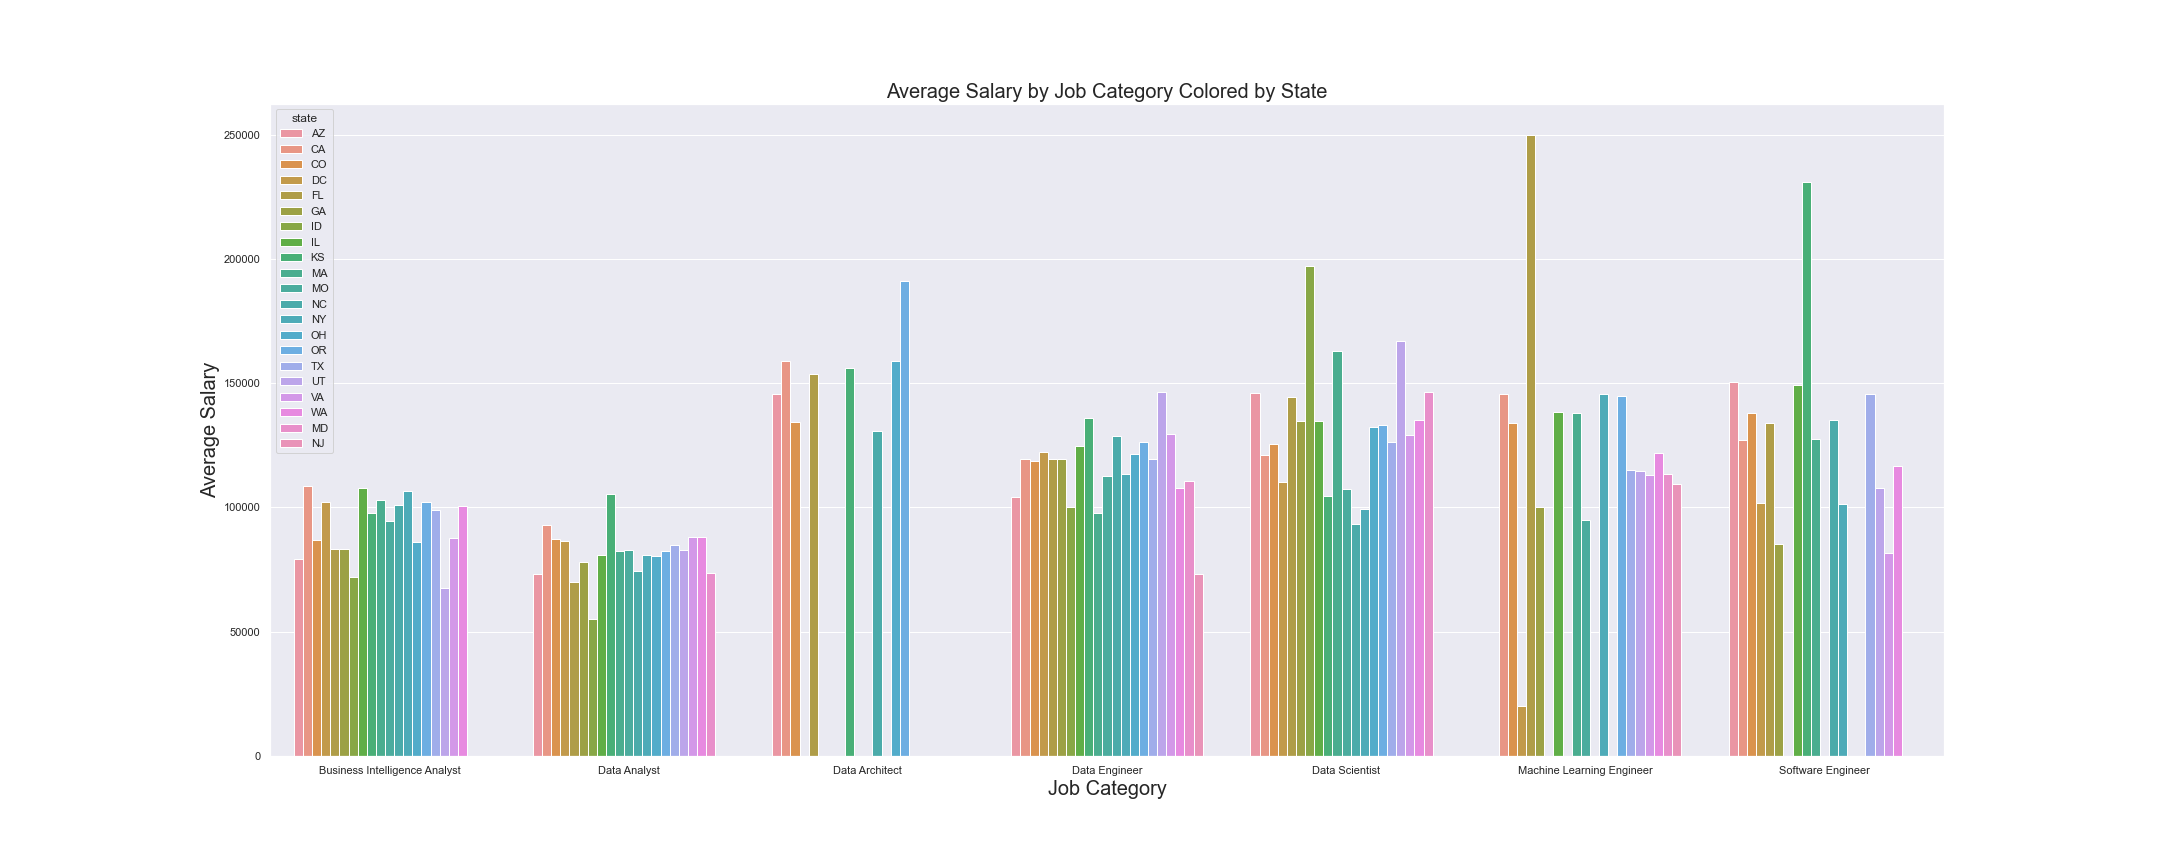 Average Salary by Job Category Colored by State
state
AZ
CA
CO
DC
FL
GA
ID
IL
KS
MA
MO
NC
NY
OH
OR
TX
UT
VA
WA
MD
NJ
250000
200000
150000
100000
50000
0
Average Salary
Business Intelligence Analyst
Data Analyst
Data Architect
Data Engineer
Data Scientist
Machine Learning Engineer
Software Engineer
Job Category